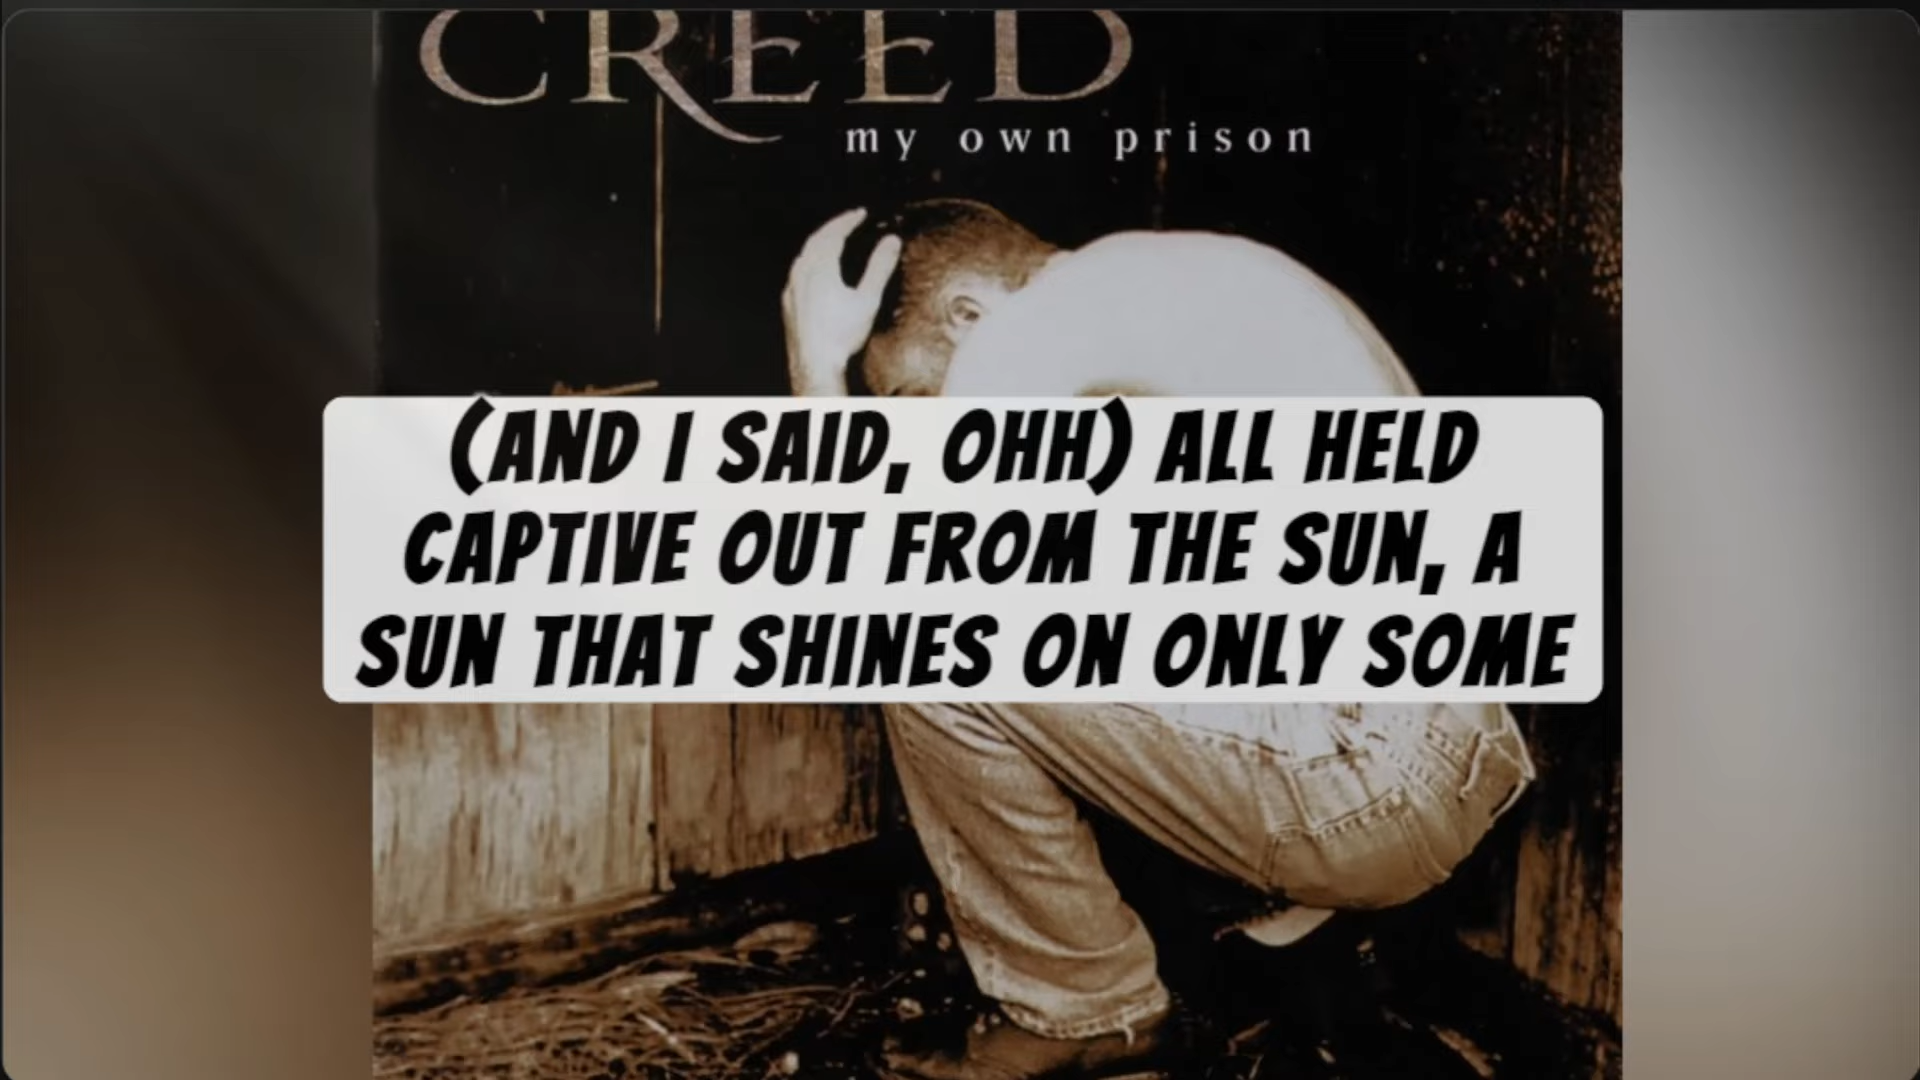 CREED
my own prison
(AND I SAID, OHH) ALL HELD
CAPTIVE OUT FROM THE SUN, A
SUN THAT SHINES ON ONLY SOME